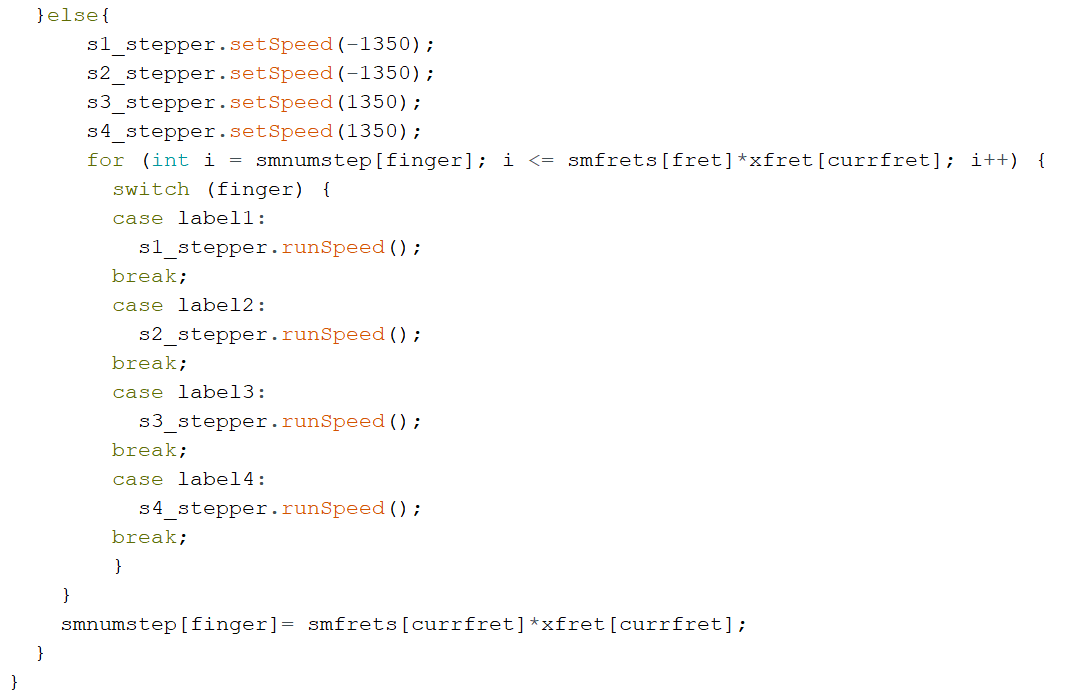 }else{
s1_stepper.setSpeed(-1350);
s2_stepper.setSpeed(-1350);
s3_stepper.setSpeed(1350);
s4_stepper.setSpeed(1350);
for (int i = smnumstep[finger]; i <= smfrets[fret]*xfret[currfret]; i++) {
switch (finger) {
case label1:
s1_stepper.runSpeed();
break;
case label2:
s2_stepper.runSpeed();
break;
case label3:
s3_stepper.runSpeed();
break;
case label4:
s4_stepper.runSpeed();
break;
}
}
smnumstep[finger]= smfrets[currfret]*xfret[currfret];
}
}